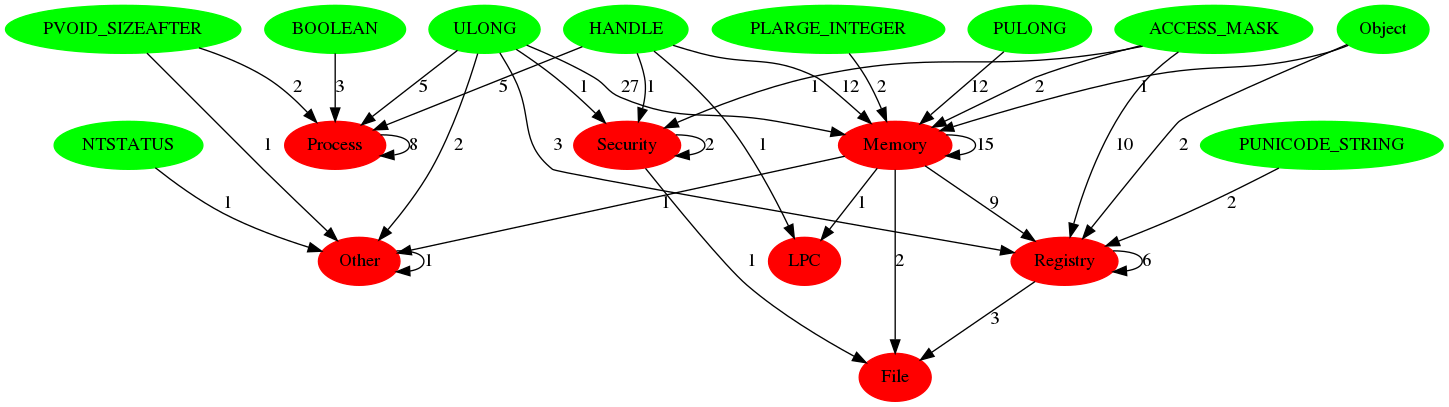 PVOID_SIZEAFTER
BOOLEAN
ULONG
HANDLE
PLARGE_INTEGER
PULONG
ACCESS_MASK
Object
2
3
5
5
1
27
1
1
12
2
12
2
1
NTSTATUS
Process
8
Security
2
Memory
15
PUNICODE_STRING
1
2
3
1
10
2
1
1
1
9
2
Other
1
LPC
Registry
6
1
2
3
File